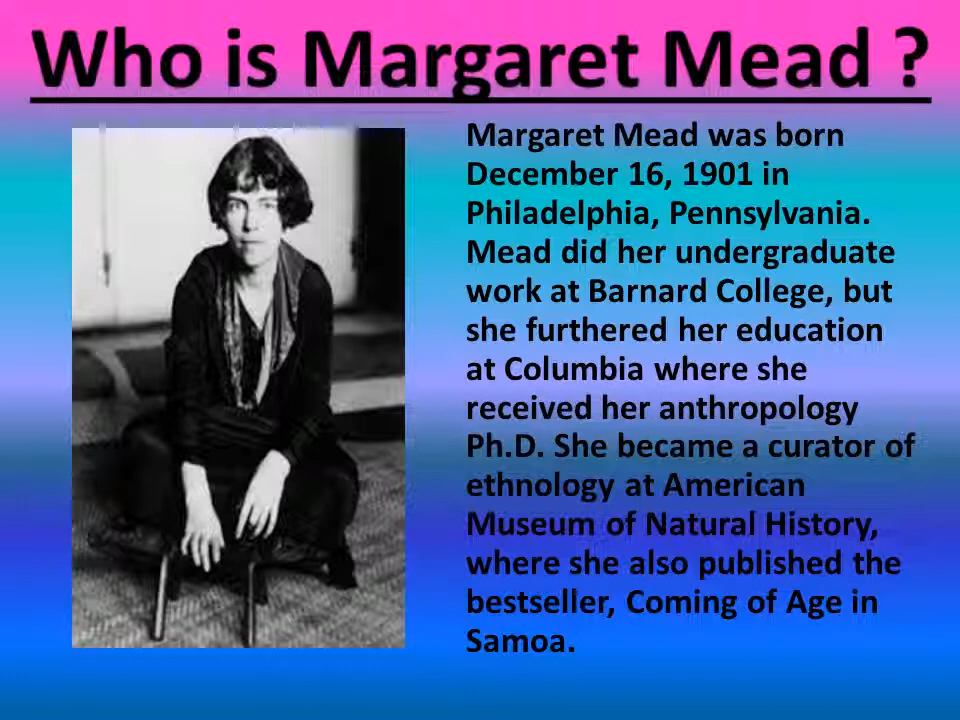 Who is Margaret Mead ?
Margaret Mead was born
December 16, 1901 in
Philadelphia, Pennsylvania.
Mead did her undergraduate
work at Barnard College, but
she furthered her education
at Columbia where she
received her anthropology
Ph.D. She became a curator of
ethnology at American
Museum of Natural History,
where she also published the
bestseller, Coming of Age in
Samoa.